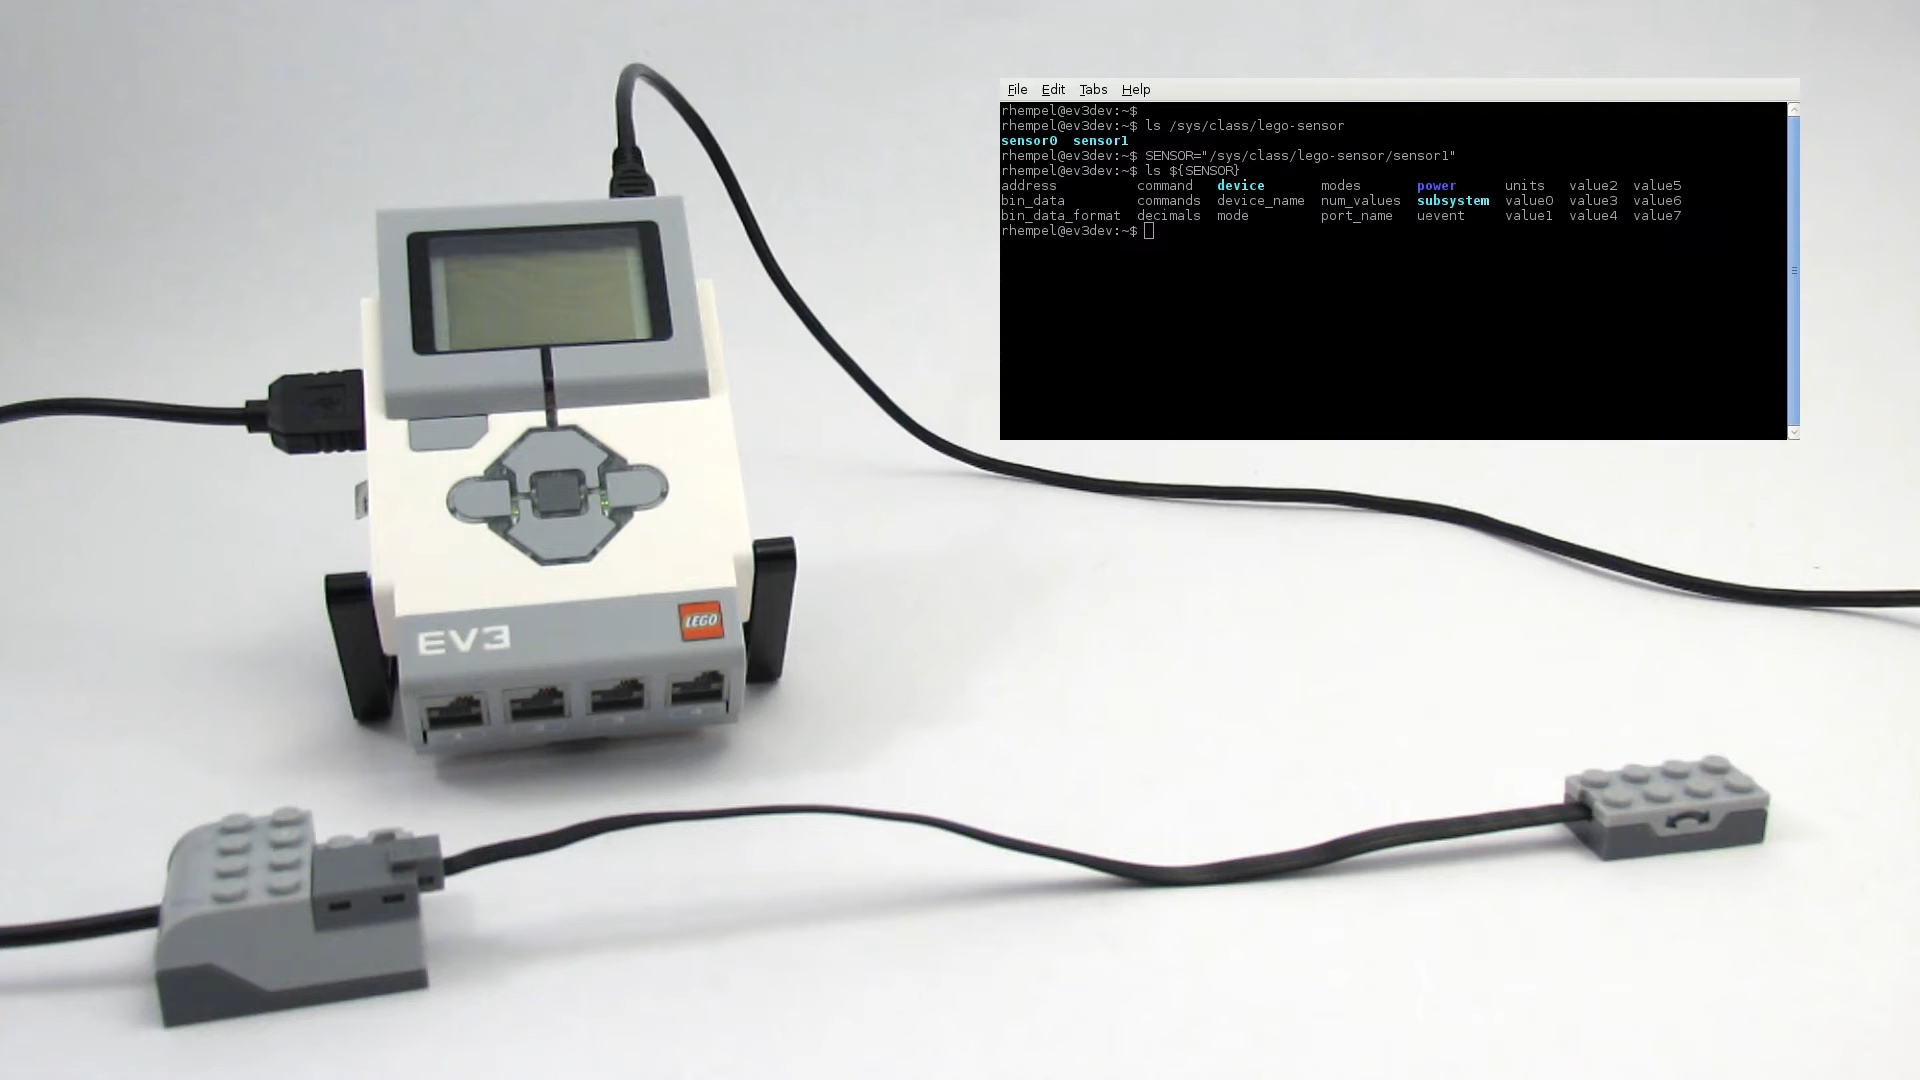 File Edit Tabs Help
rhempel@ev3dev:~$
rhempel@ev3dev:~$ ls /sys/class/lego-sensor
sensor0  sensor1
rhempel@ev3dev:~$ SENSOR="/sys/class/lego-sensor/sensor1"
rhempel@ev3dev:~$ ls ${SENSOR}
address          command   device       modes       power      units   value2  value5
bin_data         commands  device_name  num_values  subsystem  value0  value3  value6
bin_data_format  decimals  mode         port_name   uevent     value1  value4  value7
rhempel@ev3dev:~$
EV3
LEGO